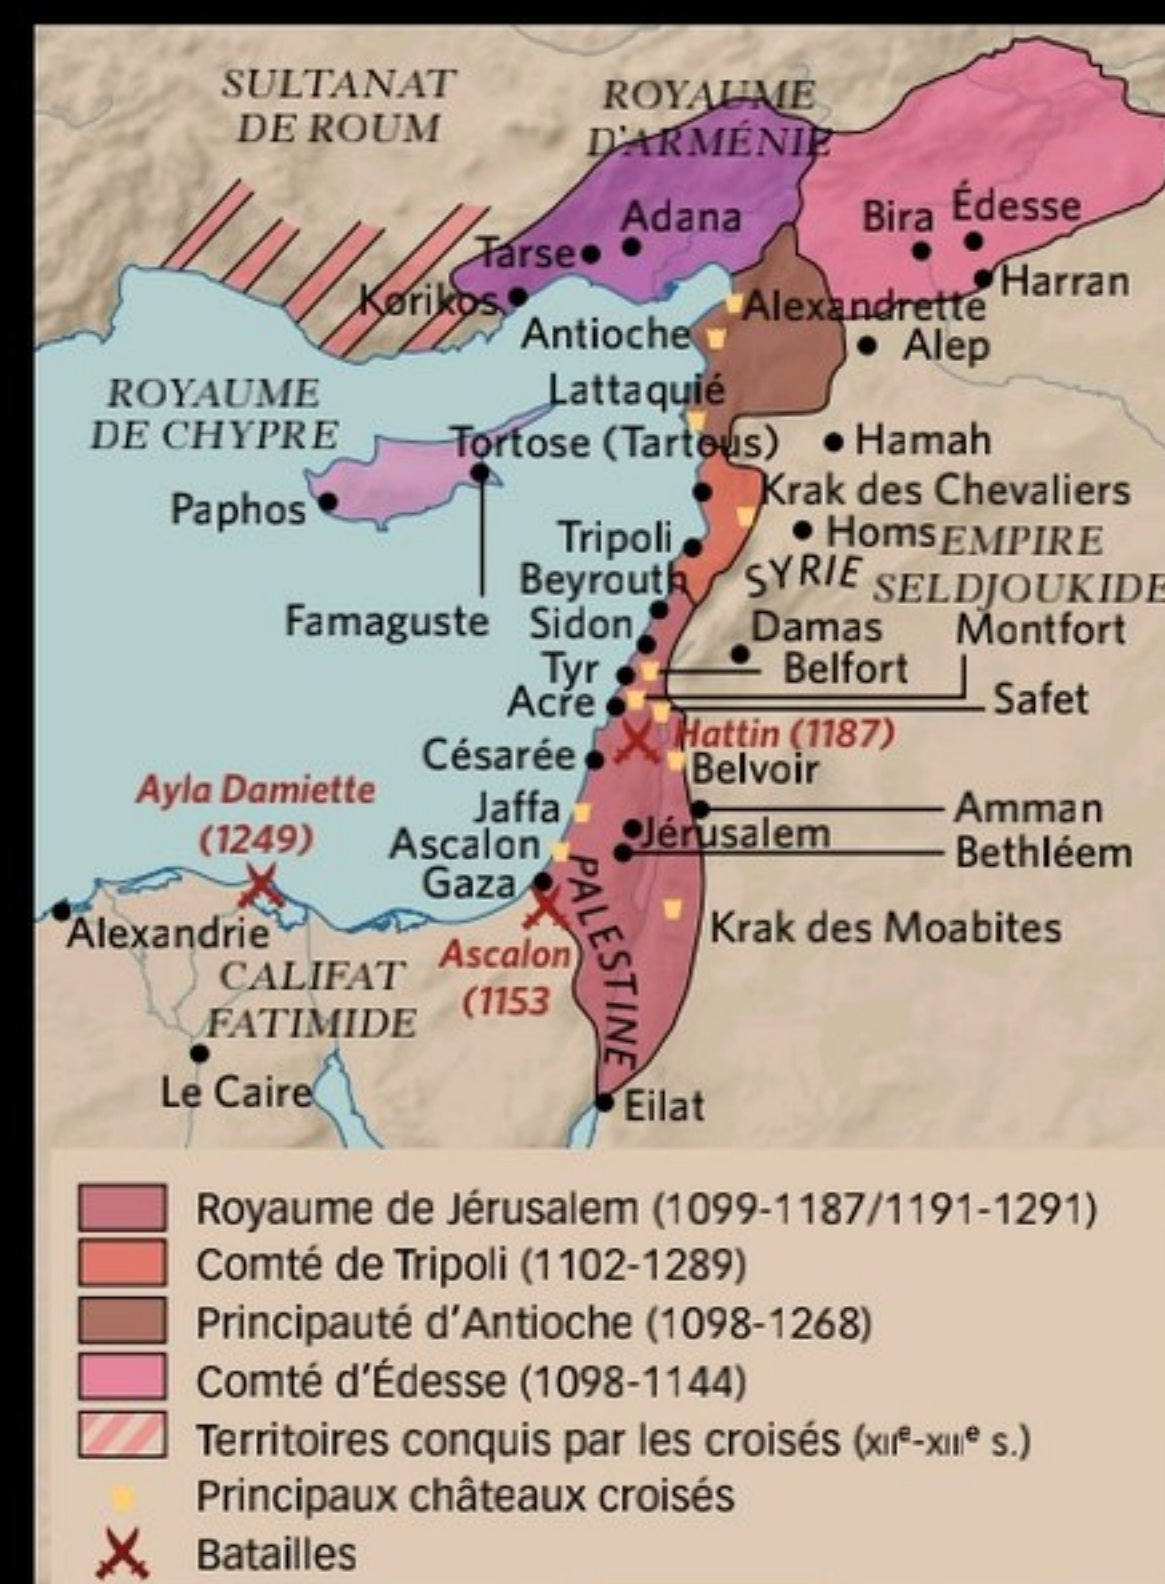 SULTANAT
DE ROUM
ROYAUME
D'ARMÉNIE
Bira
Édesse
Adana
Tarse
Harran
Korikos
Alexandrette
Antioche
Alep
ROYAUME
DE CHYPRE
Lattaquié
Tortose (Tartous)
Hamah
Krak des Chevaliers
Paphos
Tripoli
Homs
EMPIRE
SELDJOUKIDE
SYRIE
Beyrouth
Famaguste
Sidon
Damas
Montfort
Tyr
Belfort
Acre
Safet
Hattin (1187)
Césarée
Belvoir
Ayla Damiette
(1249)
Jaffa
Amman
Jérusalem
Ascalon
Bethléem
Gaza
PALESTINE
Alexandrie
Krak des Moabites
Ascalon
(1153
CALIFAT
FATIMIDE
Le Caire
Eilat
Royaume de Jérusalem (1099-1187/1191-1291)
Comté de Tripoli (1102-1289)
Principauté d'Antioche (1098-1268)
Comté d'Édesse (1098-1144)
Territoires conquis par les croisés (XIIe-XIIIe s.)
Principaux châteaux croisés
Batailles